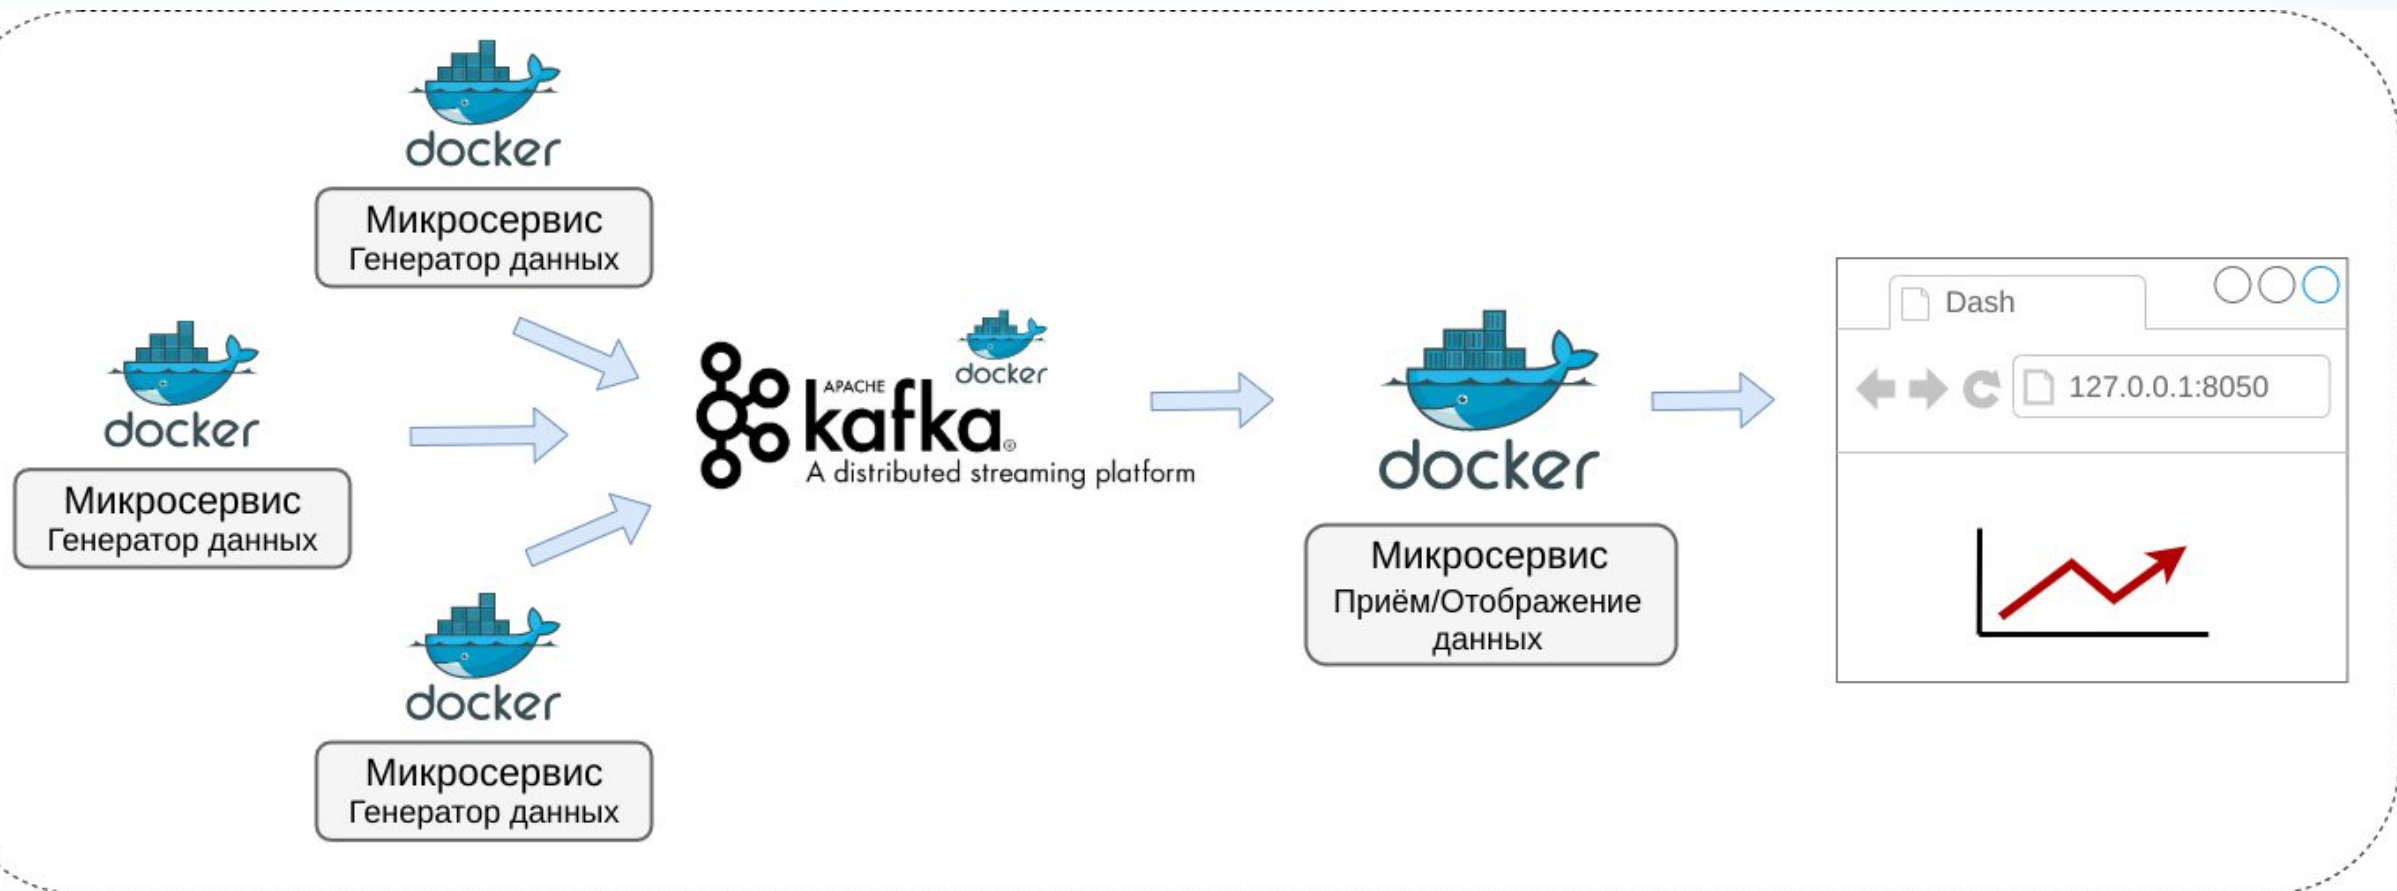 docker
Микросервис
Генератор данных
docker
Микросервис
Генератор данных
docker
Микросервис
Генератор данных
docker
APACHE
kafka®
A distributed streaming platform
docker
Микросервис
Приём/Отображение
данных
Dash
127.0.0.1:8050